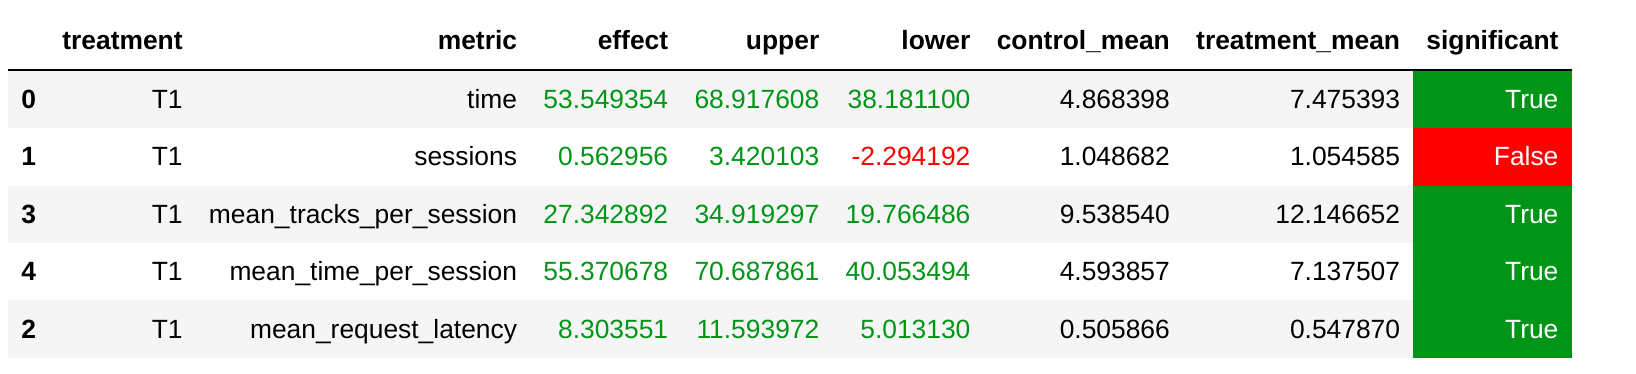 treatment metric effect upper lower control_mean treatment_mean significant
0 T1 time 53.549354 68.917608 38.181100 4.868398 7.475393 True
1 T1 sessions 0.562956 3.420103 -2.294192 1.048682 1.054585 False
3 T1 mean_tracks_per_session 27.342892 34.919297 19.766486 9.538540 12.146652 True
4 T1 mean_time_per_session 55.370678 70.687861 40.053494 4.593857 7.137507 True
2 T1 mean_request_latency 8.303551 11.593972 5.013130 0.505866 0.547870 True